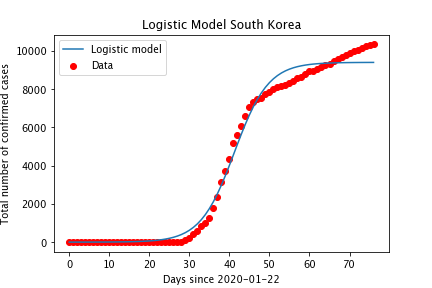 Logistic Model South Korea
Logistic model
Data
Total number of confirmed cases
10000
8000
6000
4000
2000
0
0 10 20 30 40 50 60 70
Days since 2020-01-22